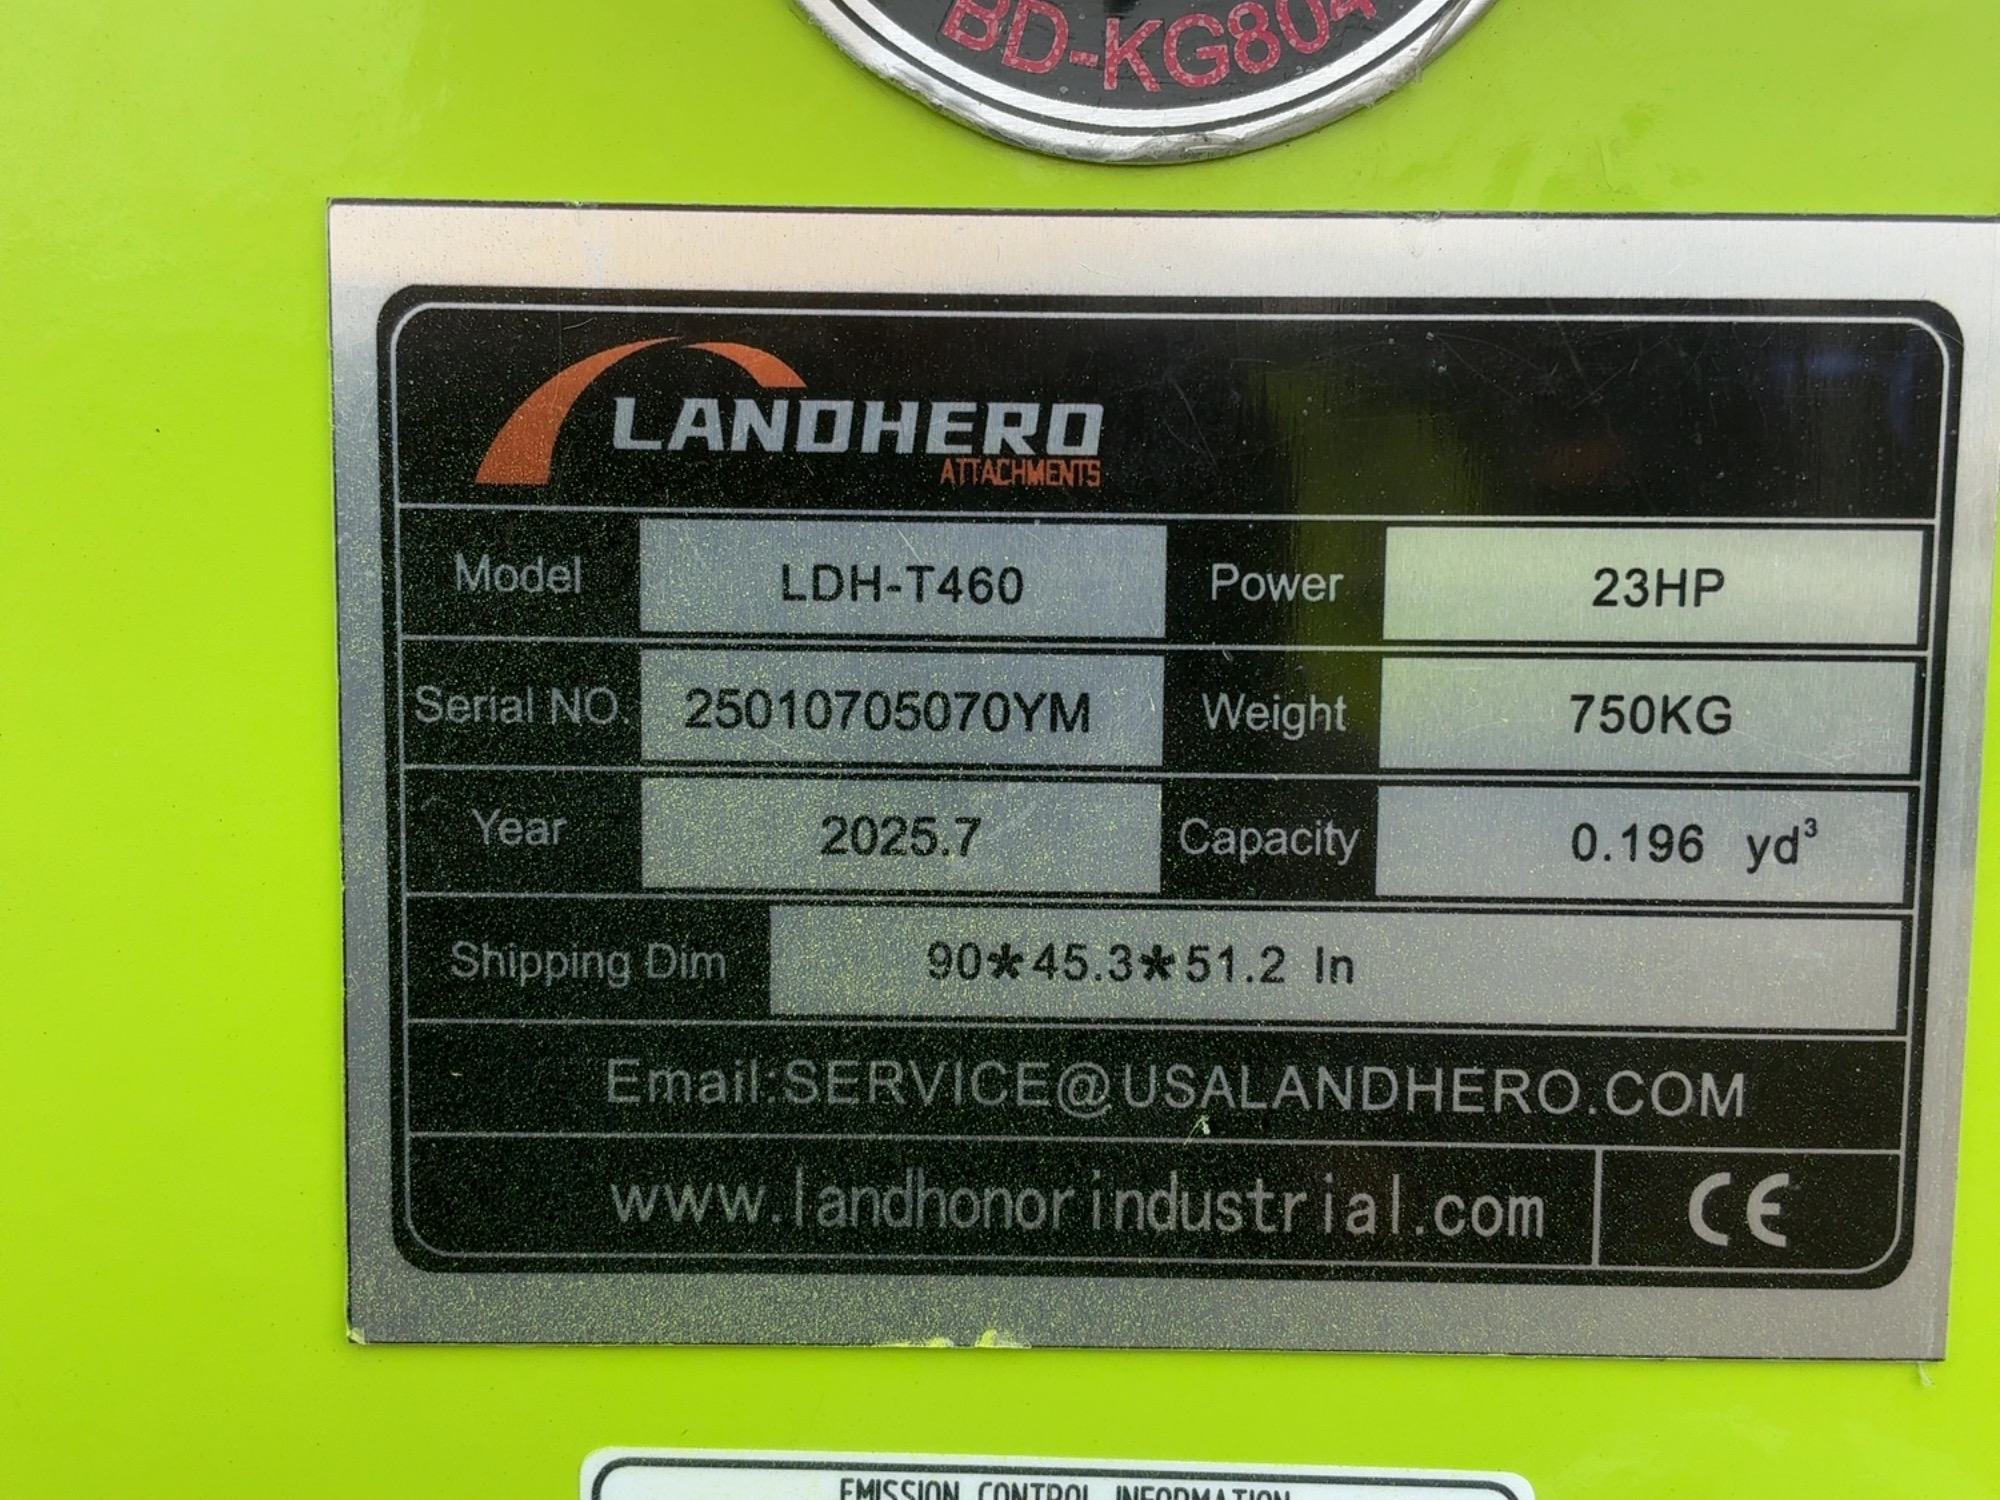 BD-KG804
LANDHERO
ATTACHMENTS
Model LDH-T460 Power 23HP
Serial NO. 25010705070YM Weight 750KG
Year 2025.7 Capacity 0.196 yd³
Shipping Dim 90*45.3*51.2 In
Email:SERVICE@USALANDHERO.COM
www.landhonorindustrial.com CE
EMISSION CONTROL INFORMATION